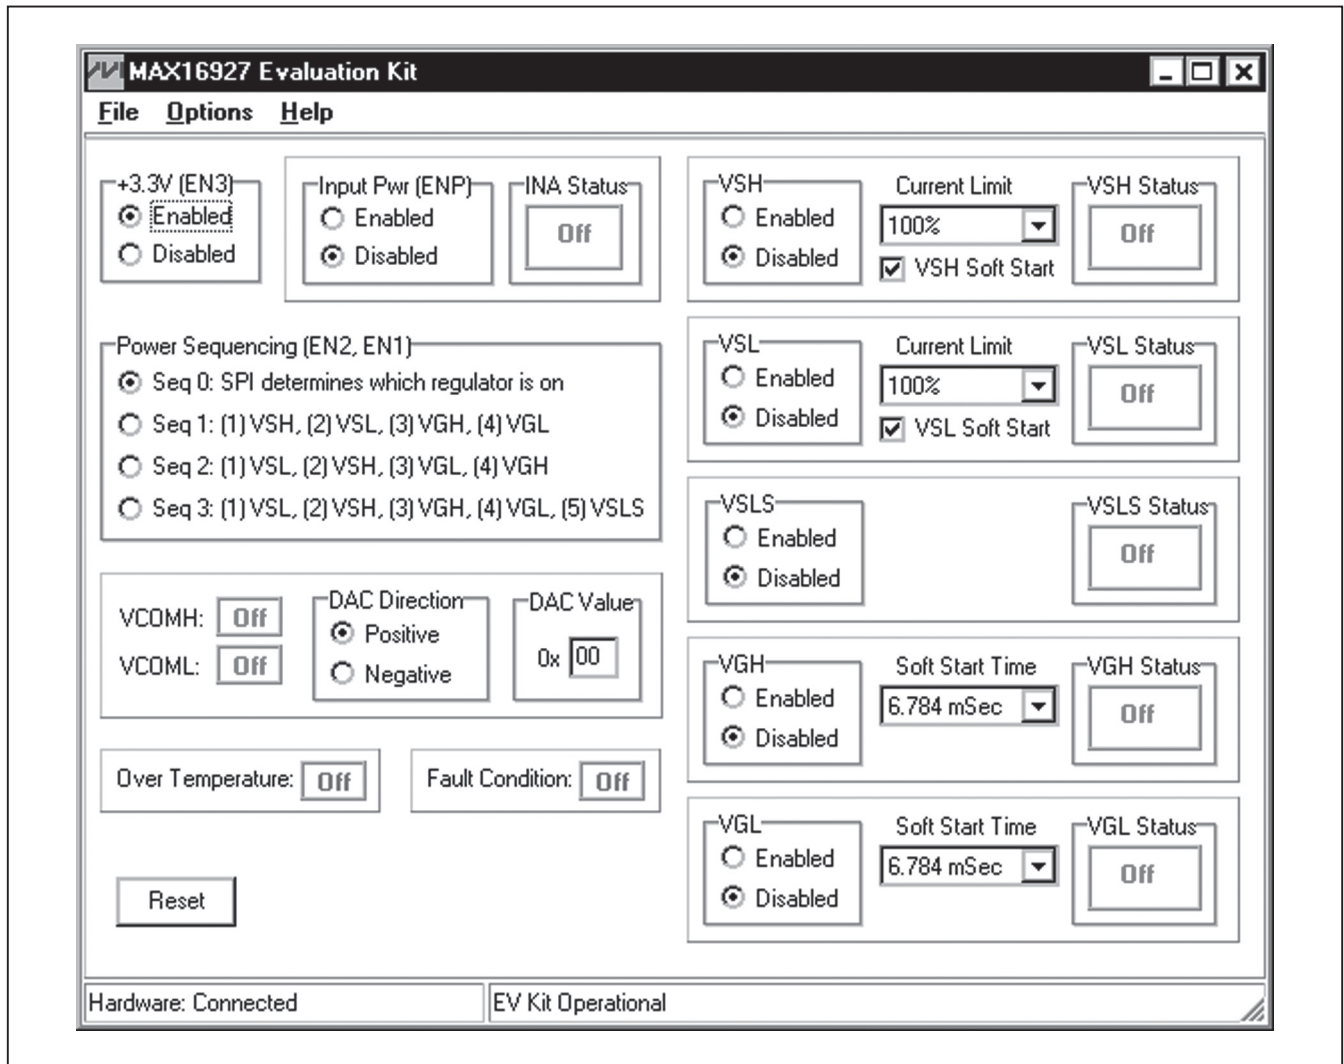 MAX16927 Evaluation Kit
File Options Help
+3.3V (EN3)
Enabled
Disabled
Input Pwr (ENP)
Enabled
Disabled
INA Status
Off
Power Sequencing (EN2, EN1)
Seq 0: SPI determines which regulator is on
Seq 1: (1) VSH, (2) VSL, (3) VGH, (4) VGL
Seq 2: (1) VSL, (2) VSH, (3) VGL, (4) VGH
Seq 3: (1) VSL, (2) VSH, (3) VGH, (4) VGL, (5) VSLS
VCOMH: Off
VCOML: Off
DAC Direction
Positive
Negative
DAC Value
0x 00
Over Temperature: Off
Fault Condition: Off
Reset
VSH
Enabled
Disabled
Current Limit
100%
VSH Soft Start
VSH Status
Off
VSL
Enabled
Disabled
Current Limit
100%
VSL Soft Start
VSL Status
Off
VSLS
Enabled
Disabled
VSLS Status
Off
VGH
Enabled
Disabled
Soft Start Time
6.784 mSec
VGH Status
Off
VGL
Enabled
Disabled
Soft Start Time
6.784 mSec
VGL Status
Off
Hardware: Connected
EV Kit Operational